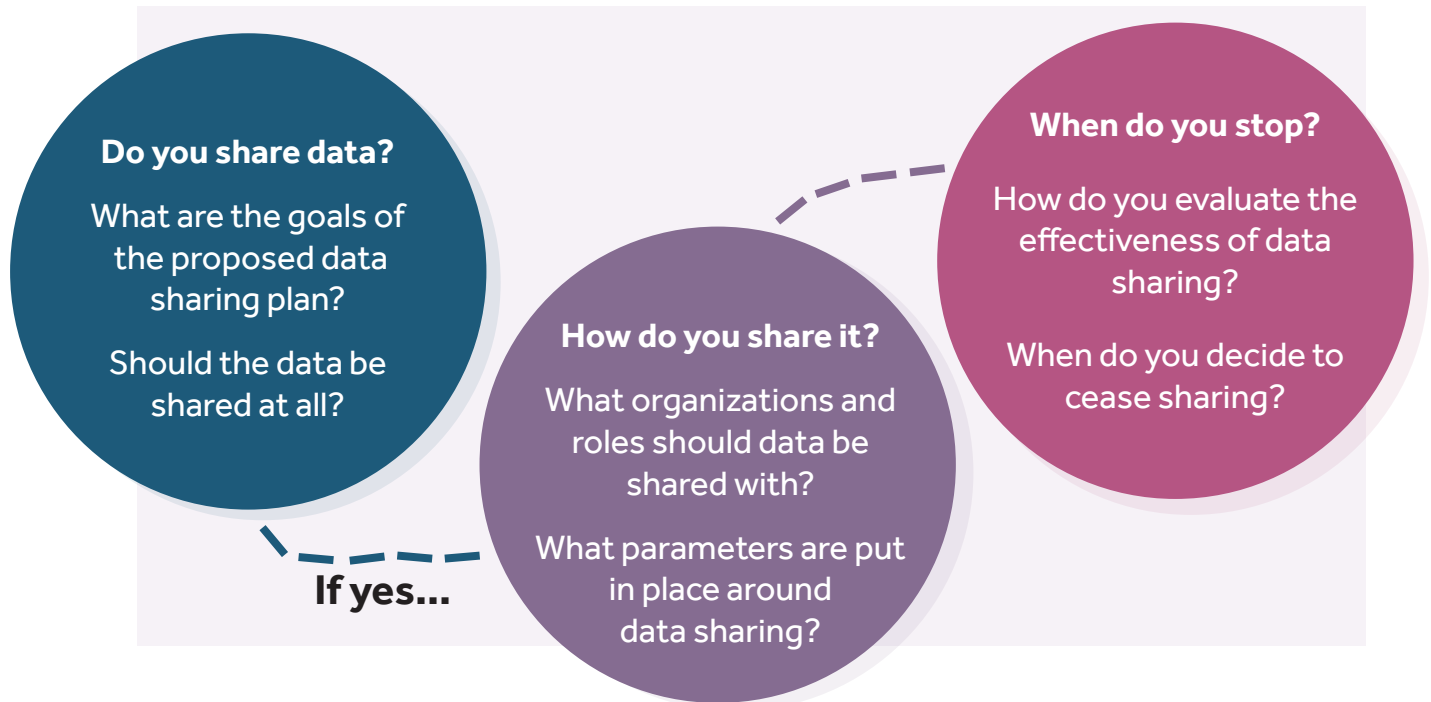 Do you share data?
What are the goals of
the proposed data
sharing plan?
Should the data be
shared at all?
If yes...
How do you share it?
What organizations and
roles should data be
shared with?
What parameters are put
in place around
data sharing?
When do you stop?
How do you evaluate the
effectiveness of data
sharing?
When do you decide to
cease sharing?